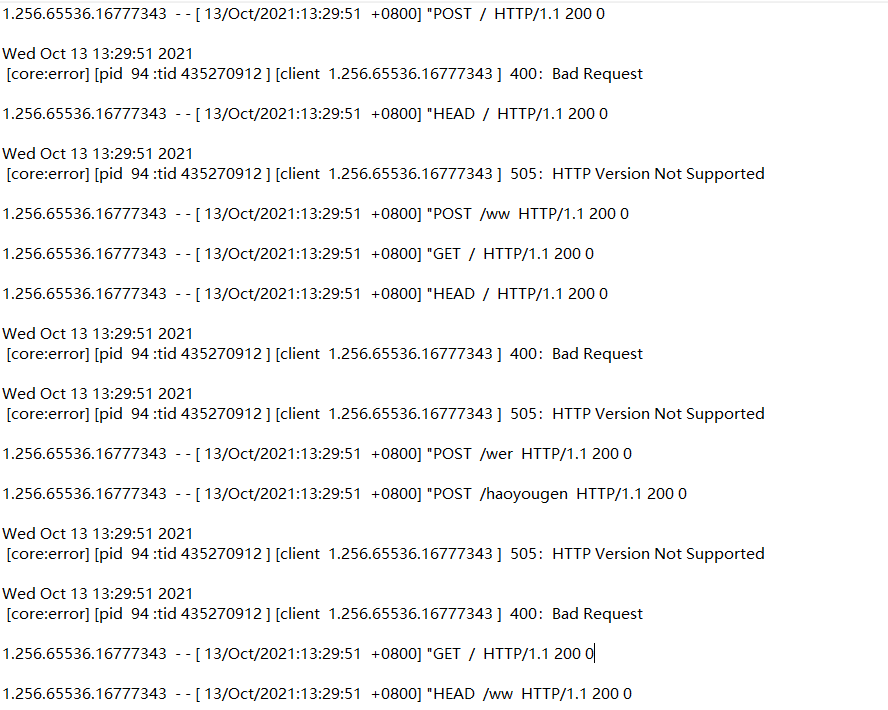 1.256.65536.16777343 - - [ 13/Oct/2021:13:29:51 +0800] "POST / HTTP/1.1 200 0
Wed Oct 13 13:29:51 2021
[core:error] [pid 94 :tid 435270912 ] [client 1.256.65536.16777343 ] 400：Bad Request
1.256.65536.16777343 - - [ 13/Oct/2021:13:29:51 +0800] "HEAD / HTTP/1.1 200 0
Wed Oct 13 13:29:51 2021
[core:error] [pid 94 :tid 435270912 ] [client 1.256.65536.16777343 ] 505：HTTP Version Not Supported
1.256.65536.16777343 - - [ 13/Oct/2021:13:29:51 +0800] "POST /ww HTTP/1.1 200 0
1.256.65536.16777343 - - [ 13/Oct/2021:13:29:51 +0800] "GET / HTTP/1.1 200 0
1.256.65536.16777343 - - [ 13/Oct/2021:13:29:51 +0800] "HEAD / HTTP/1.1 200 0
Wed Oct 13 13:29:51 2021
[core:error] [pid 94 :tid 435270912 ] [client 1.256.65536.16777343 ] 400：Bad Request
Wed Oct 13 13:29:51 2021
[core:error] [pid 94 :tid 435270912 ] [client 1.256.65536.16777343 ] 505：HTTP Version Not Supported
1.256.65536.16777343 - - [ 13/Oct/2021:13:29:51 +0800] "POST /wer HTTP/1.1 200 0
1.256.65536.16777343 - - [ 13/Oct/2021:13:29:51 +0800] "POST /haoyougen HTTP/1.1 200 0
Wed Oct 13 13:29:51 2021
[core:error] [pid 94 :tid 435270912 ] [client 1.256.65536.16777343 ] 505：HTTP Version Not Supported
Wed Oct 13 13:29:51 2021
[core:error] [pid 94 :tid 435270912 ] [client 1.256.65536.16777343 ] 400：Bad Request
1.256.65536.16777343 - - [ 13/Oct/2021:13:29:51 +0800] "GET / HTTP/1.1 200 0
1.256.65536.16777343 - - [ 13/Oct/2021:13:29:51 +0800] "HEAD /ww HTTP/1.1 200 0